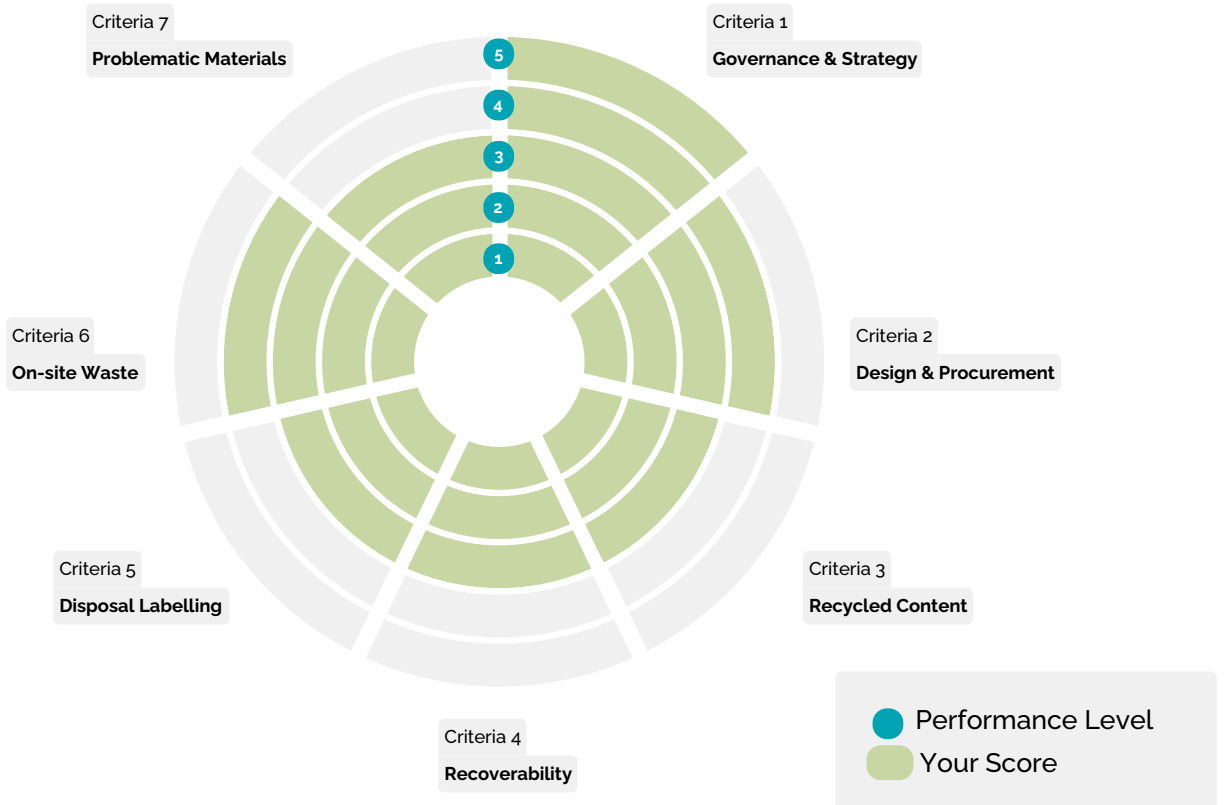 Criteria 7
Problematic Materials
Criteria 1
Governance & Strategy
5
4
3
2
1
Criteria 6
On-site Waste
Criteria 2
Design & Procurement
Criteria 5
Disposal Labelling
Criteria 3
Recycled Content
Criteria 4
Recoverability
Performance Level
Your Score